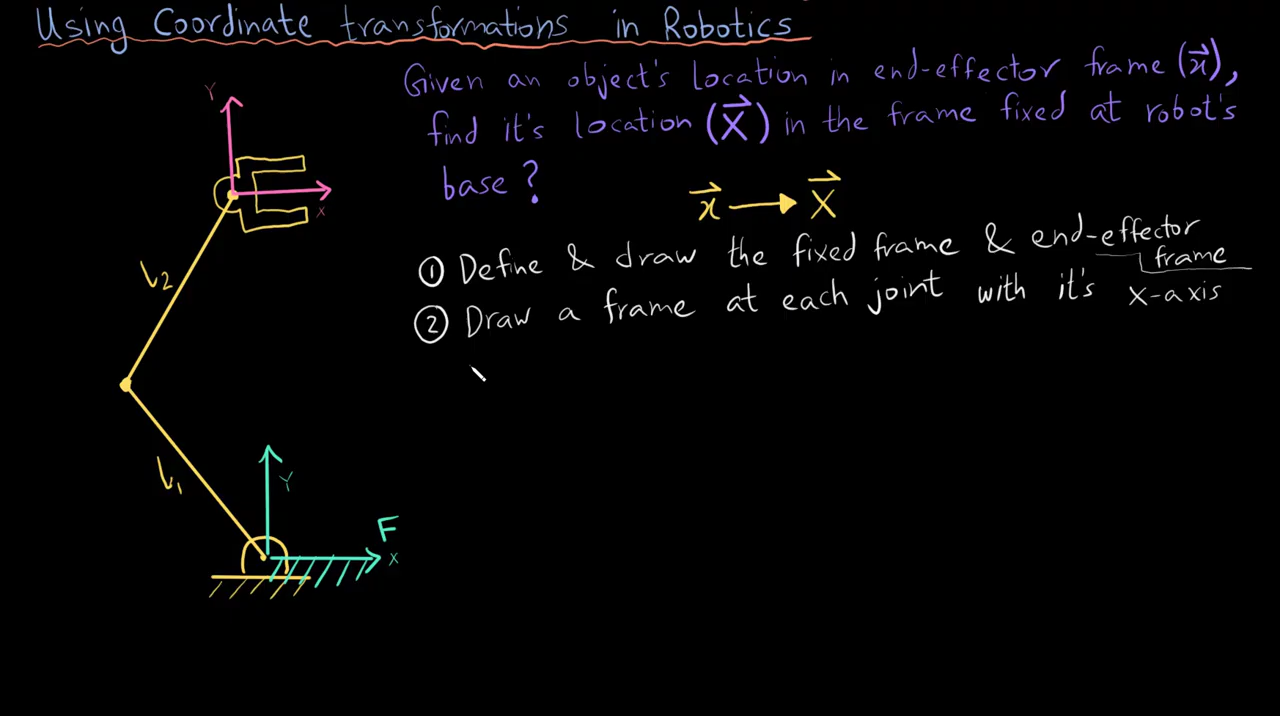 Using Coordinate transformations in Robotics
Given an object's location in end-effector frame (x⃗),
find it's location (X⃗) in the frame fixed at robot's
base?
x⃗ → X⃗
① Define & draw the fixed frame & end-effector
frame
② Draw a frame at each joint with it's x-axis
Y
x
L2
L1
Y
F
x